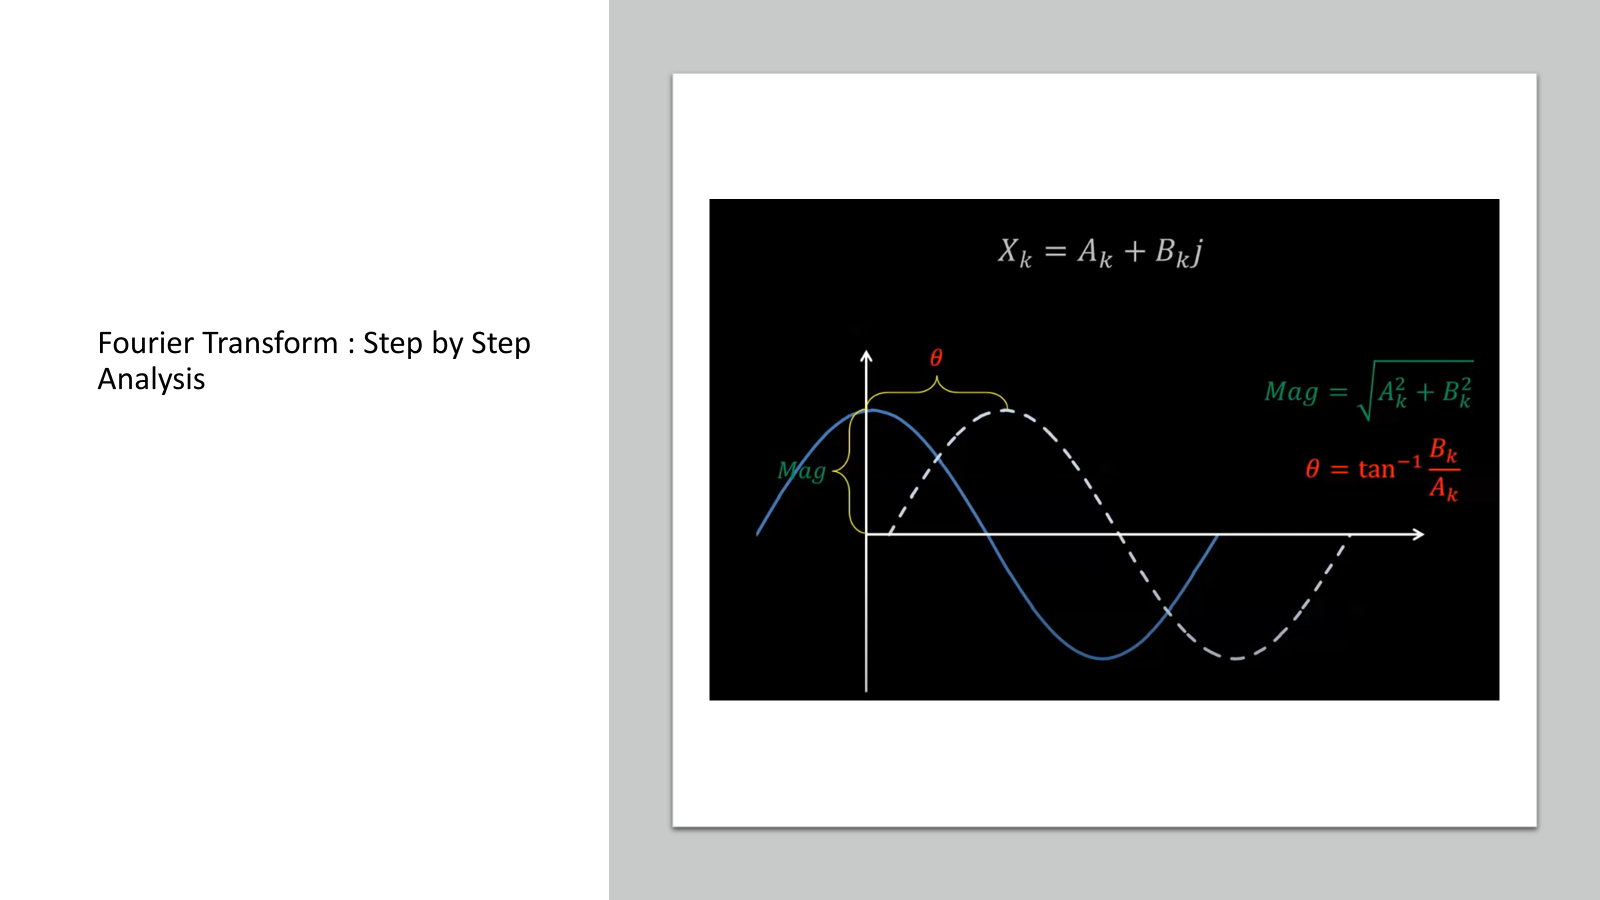 Fourier Transform : Step by Step
Analysis
X_k = A_k + B_k j
θ
Mag
Mag = √(A_k^2 + B_k^2)
θ = tan^{-1} B_k/A_k